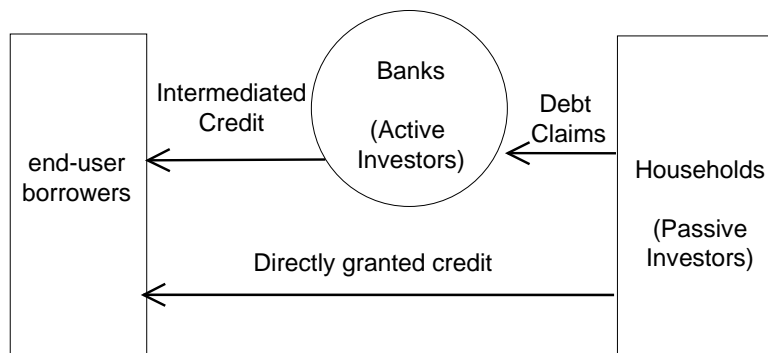 end-user
borrowers
Intermediated
Credit
Banks
(Active
Investors)
Debt
Claims
Households
(Passive
Investors)
Directly granted credit